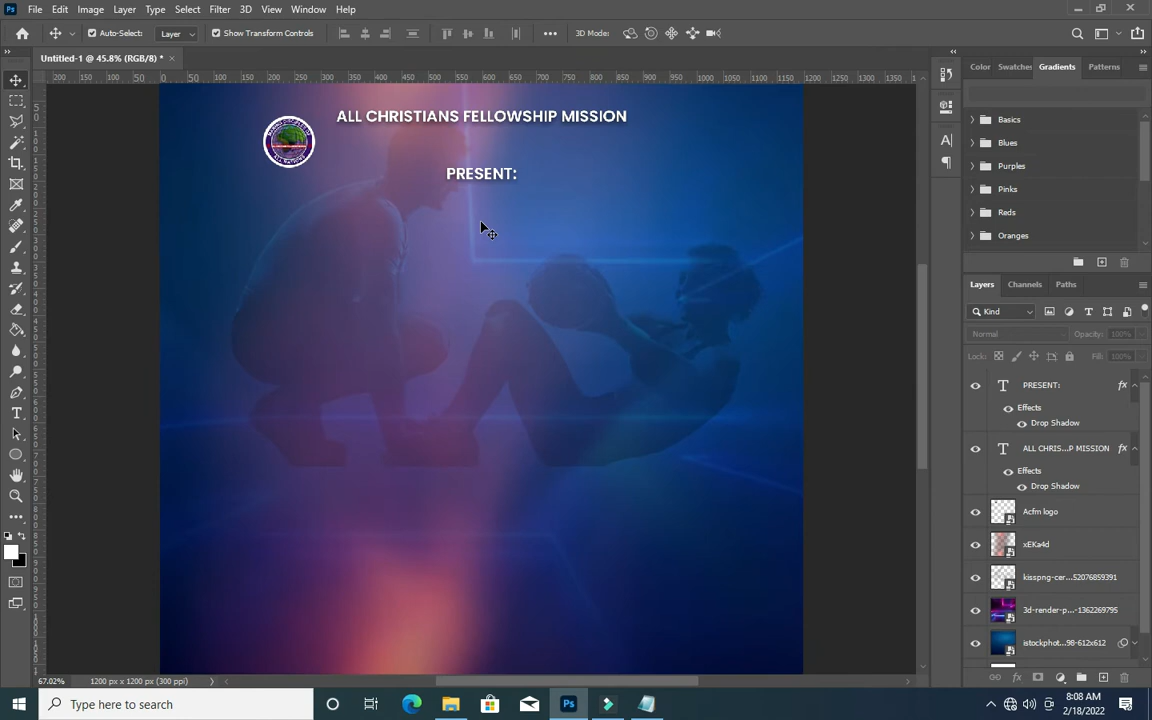 File Edit Image Layer Type Select Filter 3D View Window Help
Auto-Select: Layer Show Transform Controls 3D Mode:
Untitled-1 @ 45.8% (RGB/8) *
Color Swatches Gradients Patterns
Basics
Blues
Purples
Pinks
Reds
Oranges
ALL CHRISTIANS FELLOWSHIP MISSION
PRESENT:
Layers Channels Paths
Kind
Normal Opacity: 100%
Lock: Fill: 100%
PRESENT: fx
Effects
Drop Shadow
ALL CHRIS...P MISSION fx
Effects
Drop Shadow
Acfm logo
xEKa4d
kisspng-cer...52076859391
3d-render-p...-1362269795
istockphot...98-612x612
67.02% 1200 px x 1200 px (300 ppi)
Type here to search
8:08 AM
2/18/2022